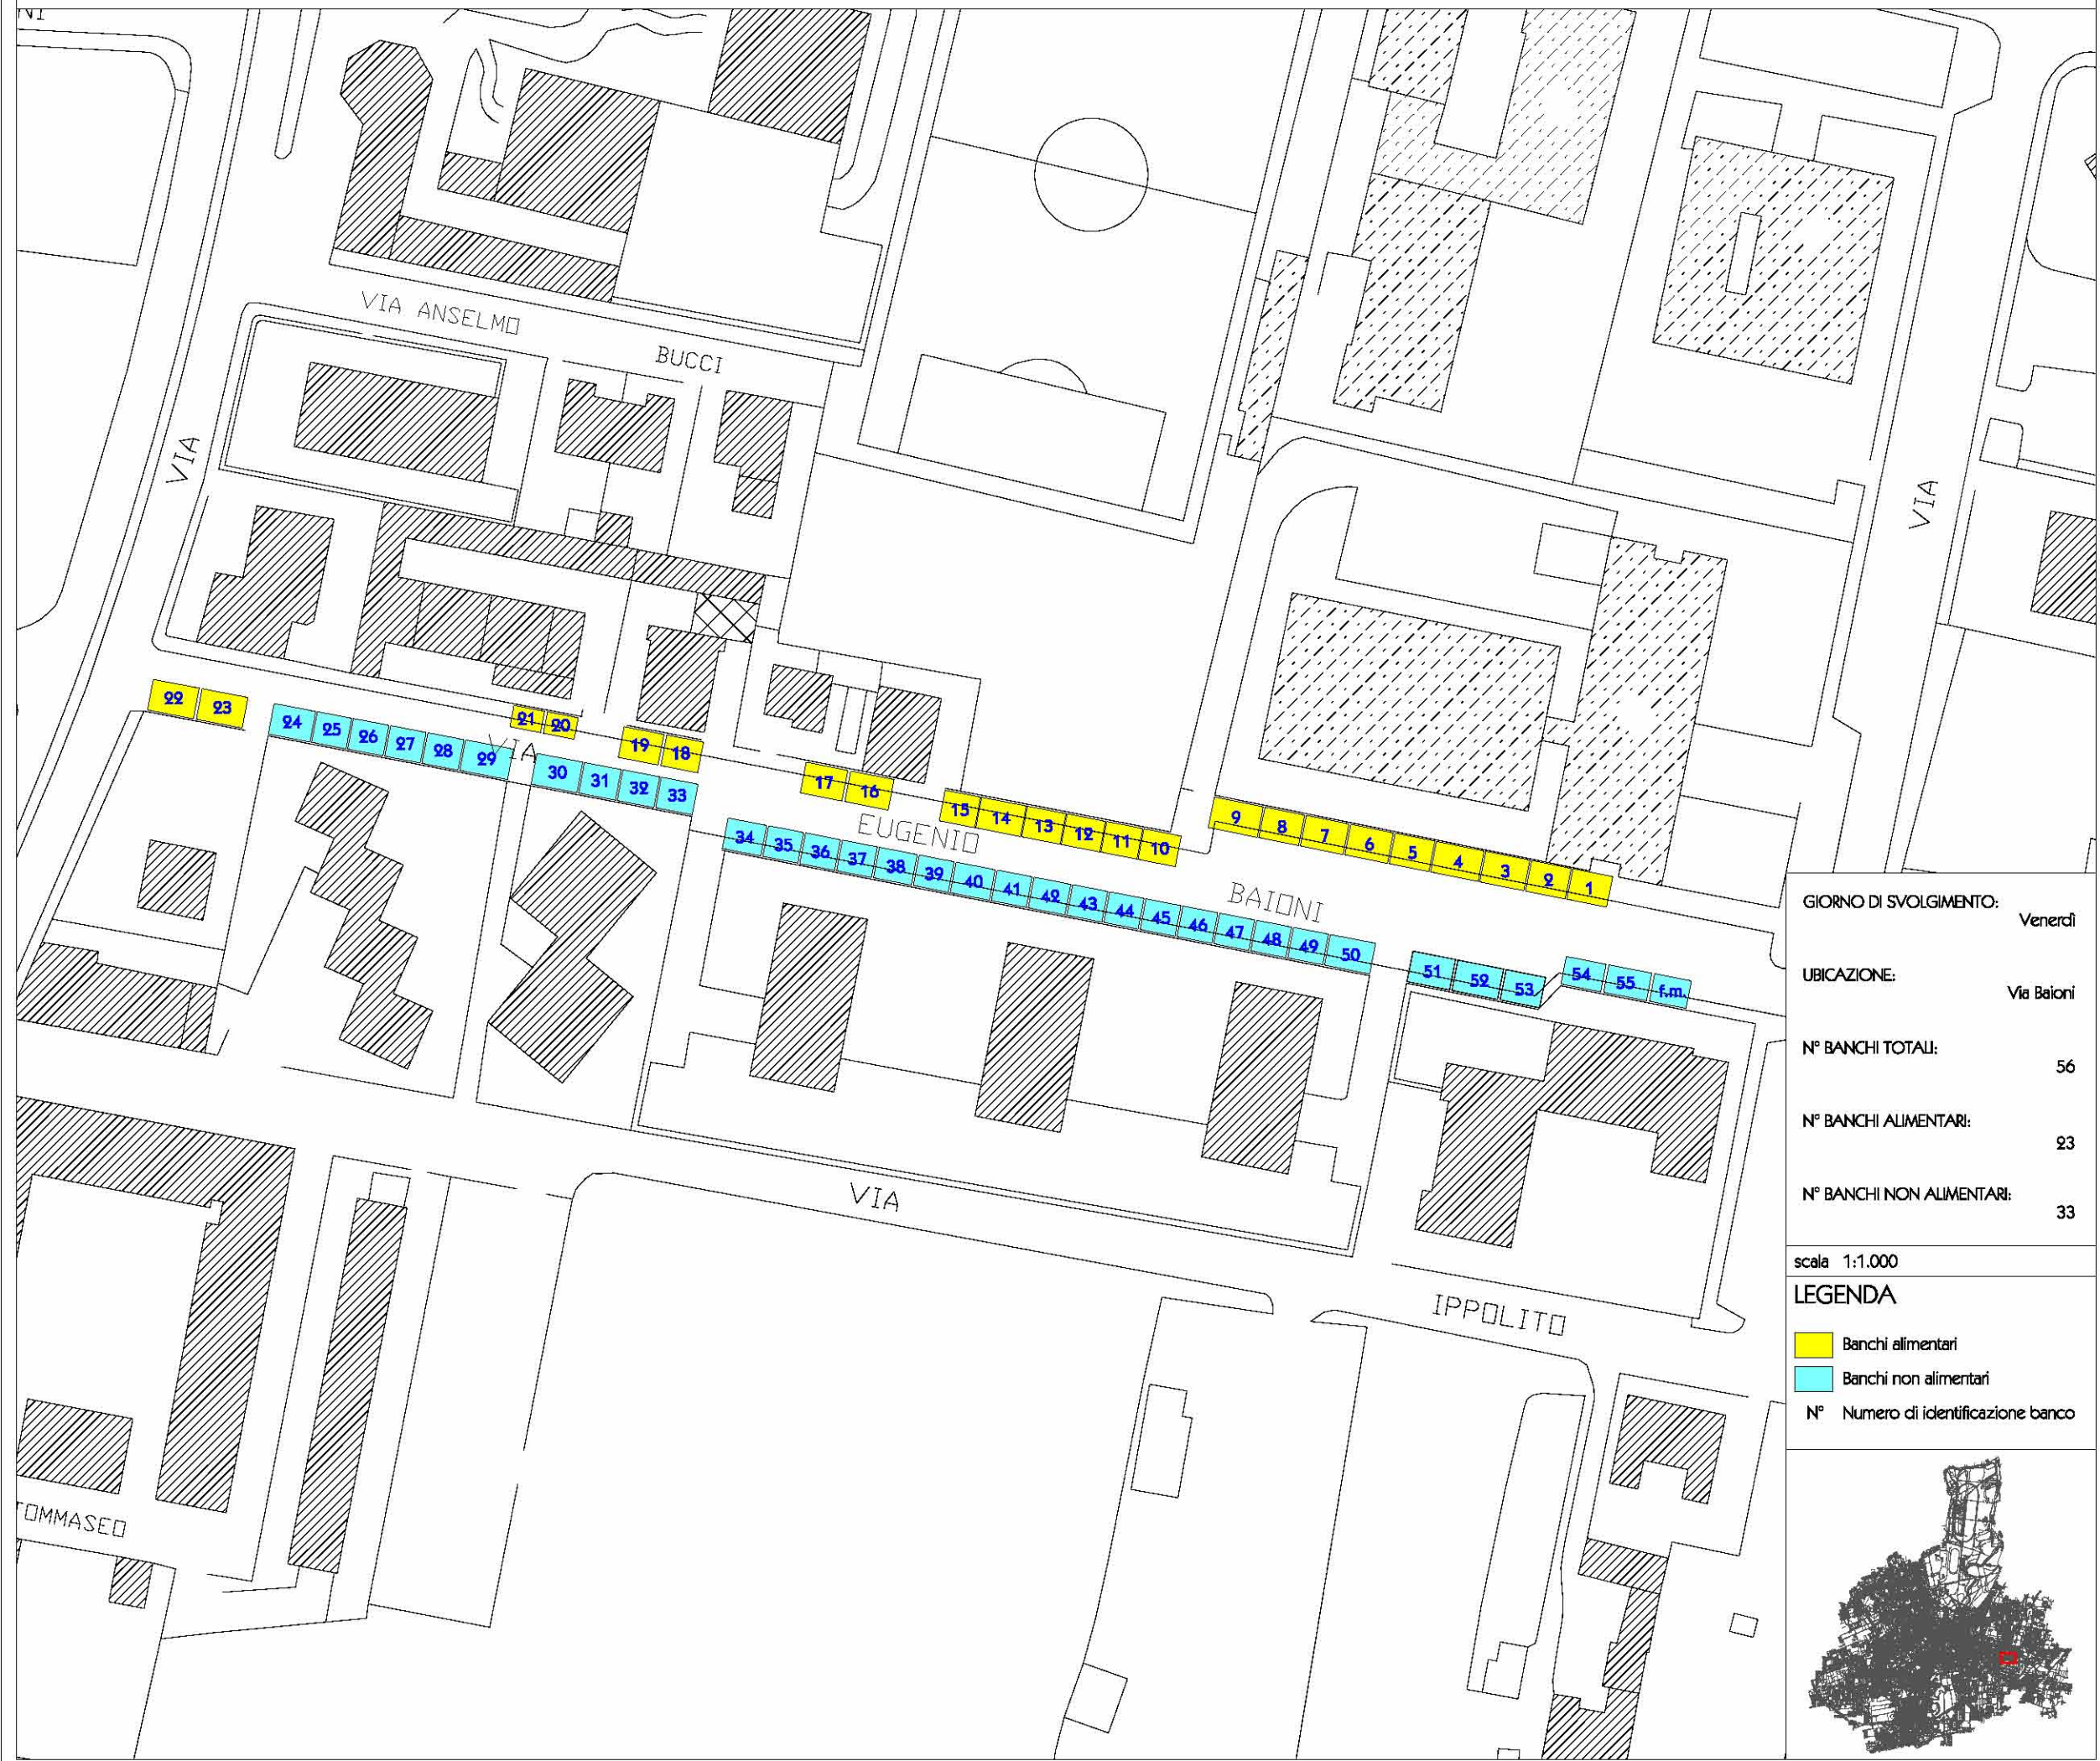 NI
VIA ANSELMO
BUCCI
VIA
VIA
22 23
24 25 26 27 28 29
21 20
VIA
19 18
30 31 32 33
17 16
15 14 13 12 11 10
9 8 7 6 5 4 3 2 1
EUGENIO
BAIONI
34 35 36 37 38 39 40 41 42 43 44 45 46 47 48 49 50
51 52 53
54 55 f.m.
VIA
IPPOLITO
TOMMASEO
GIORNO DI SVOLGIMENTO:
Venerdì
UBICAZIONE:
Via Baioni
N° BANCHI TOTALI:
56
N° BANCHI ALIMENTARI:
23
N° BANCHI NON ALIMENTARI:
33
scala 1:1.000
LEGENDA
Banchi alimentari
Banchi non alimentari
N° Numero di identificazione banco